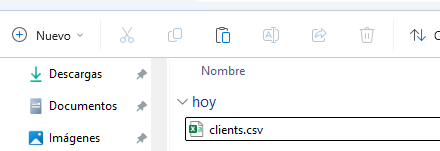 Nuevo
Descargas
Documentos
Imágenes
Nombre
hoy
clients.csv